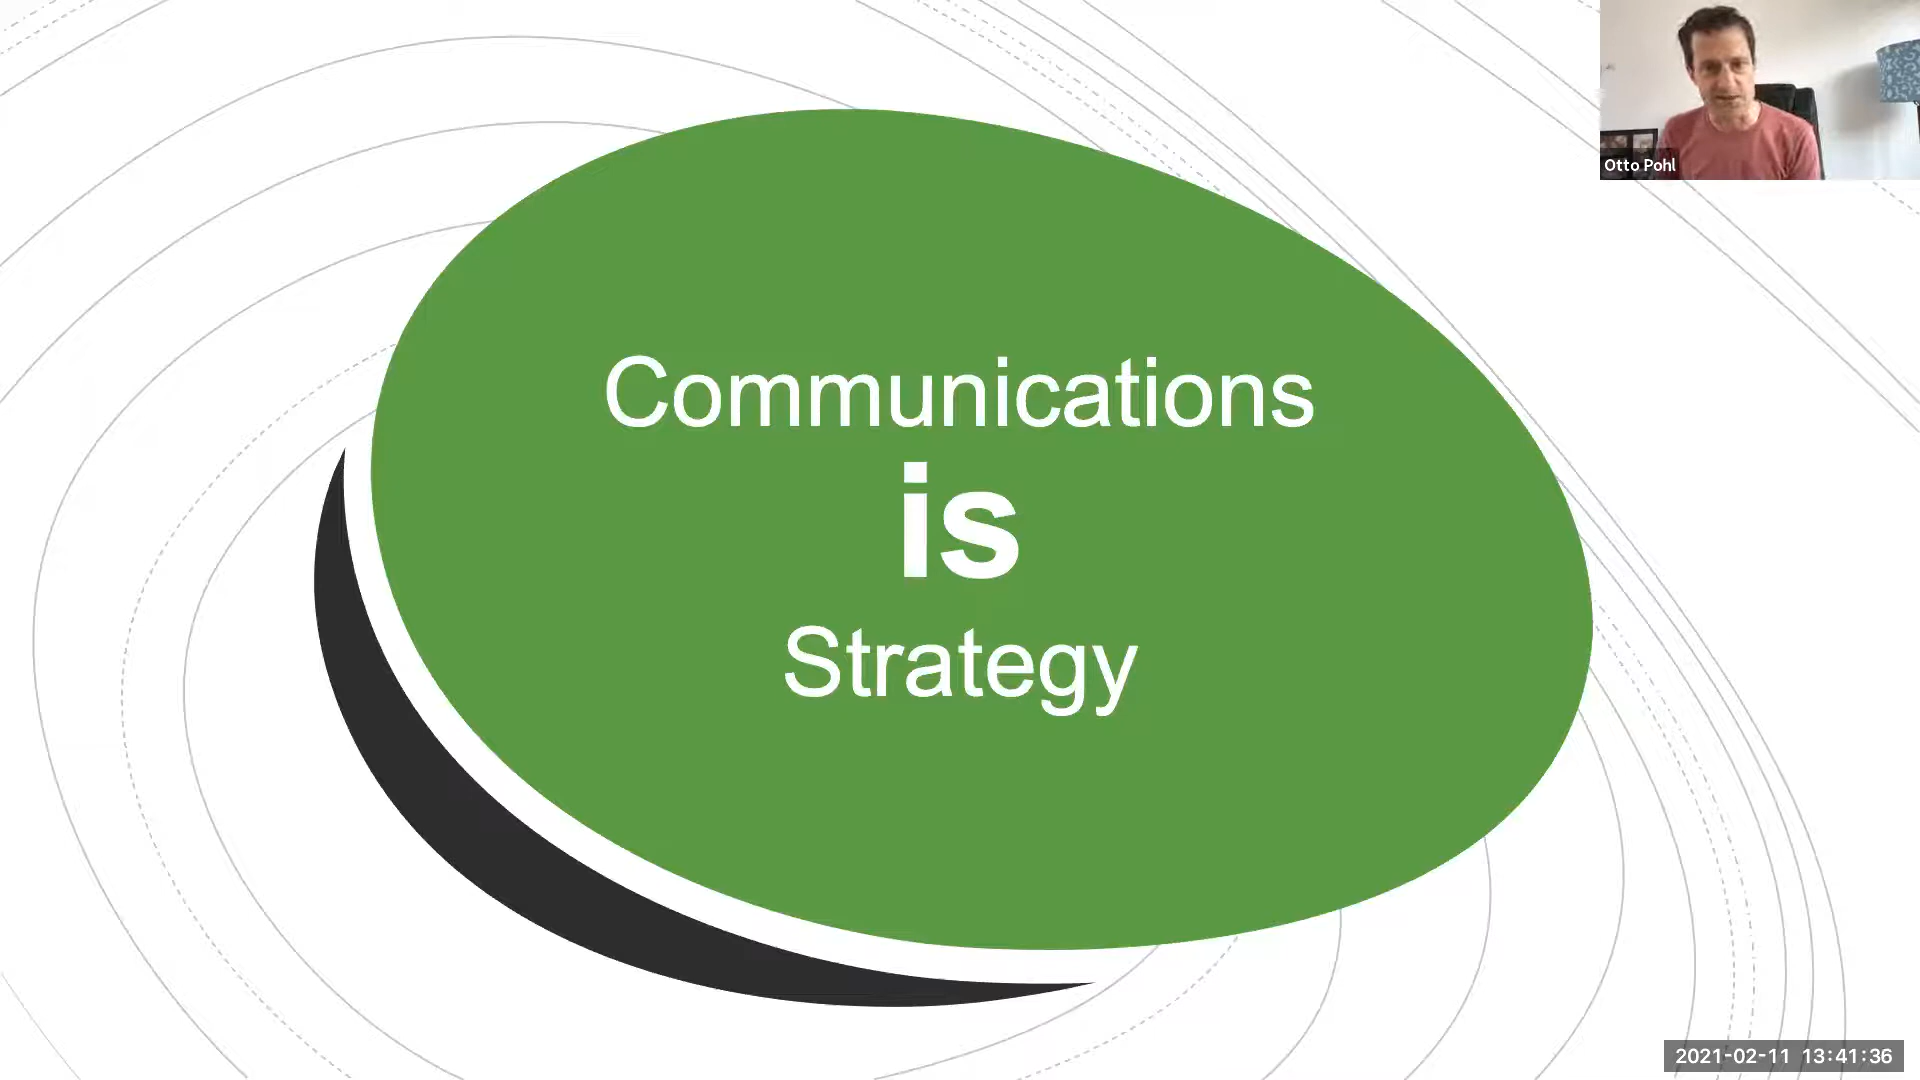 Communications
is
Strategy
Otto Pohl
2021-02-11 13:41:36